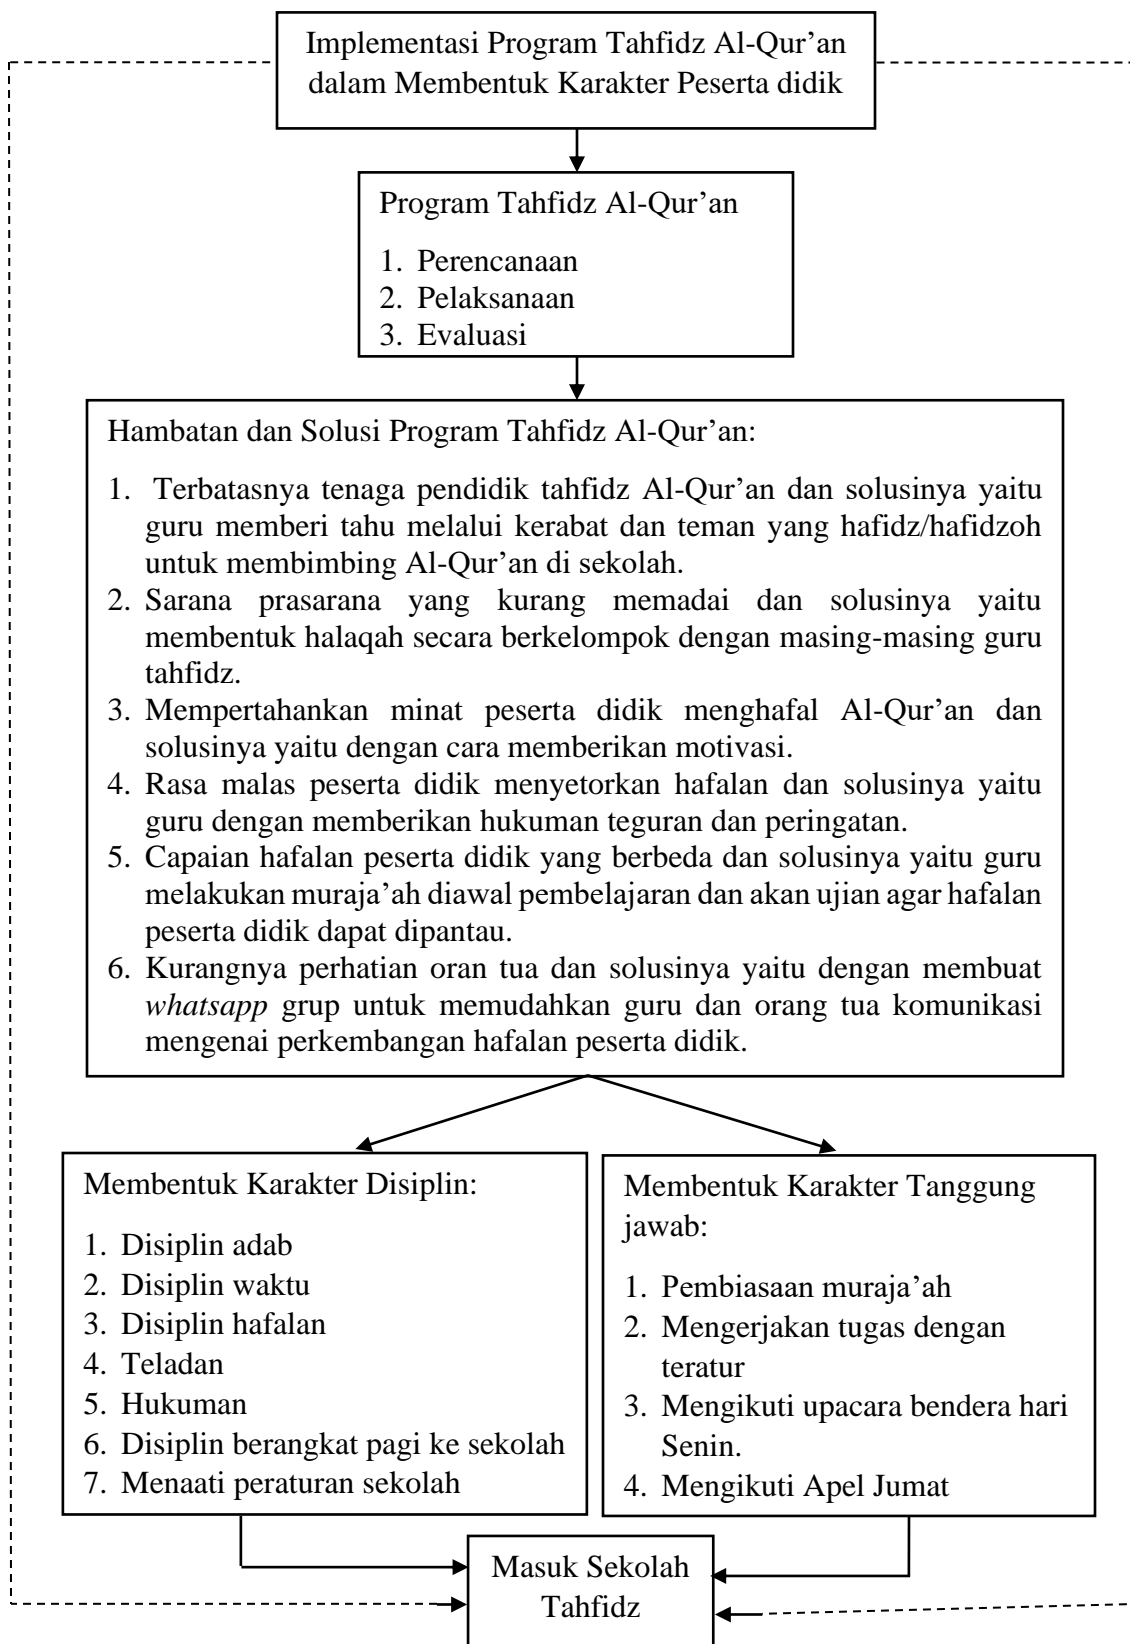 Implementasi Program Tahfidz Al-Qur’an
dalam Membentuk Karakter Peserta didik
Program Tahfidz Al-Qur’an
1. Perencanaan
2. Pelaksanaan
3. Evaluasi
Hambatan dan Solusi Program Tahfidz Al-Qur’an:
1. Terbatasnya tenaga pendidik tahfidz Al-Qur’an dan solusinya yaitu
guru memberi tahu melalui kerabat dan teman yang hafidz/hafidzoh
untuk membimbing Al-Qur’an di sekolah.
2. Sarana prasarana yang kurang memadai dan solusinya yaitu
membentuk halaqah secara berkelompok dengan masing-masing guru
tahfidz.
3. Mempertahankan minat peserta didik menghafal Al-Qur’an dan
solusinya yaitu dengan cara memberikan motivasi.
4. Rasa malas peserta didik menyetorkan hafalan dan solusinya yaitu
guru dengan memberikan hukuman teguran dan peringatan.
5. Capaian hafalan peserta didik yang berbeda dan solusinya yaitu guru
melakukan muraja’ah diawal pembelajaran dan akan ujian agar hafalan
peserta didik dapat dipantau.
6. Kurangnya perhatian oran tua dan solusinya yaitu dengan membuat
whatsapp grup untuk memudahkan guru dan orang tua komunikasi
mengenai perkembangan hafalan peserta didik.
Membentuk Karakter Disiplin:
1. Disiplin adab
2. Disiplin waktu
3. Disiplin hafalan
4. Teladan
5. Hukuman
6. Disiplin berangkat pagi ke sekolah
7. Menaati peraturan sekolah
Membentuk Karakter Tanggung
jawab:
1. Pembiasaan muraja’ah
2. Mengerjakan tugas dengan
teratur
3. Mengikuti upacara bendera hari
Senin.
4. Mengikuti Apel Jumat
Masuk Sekolah
Tahfidz